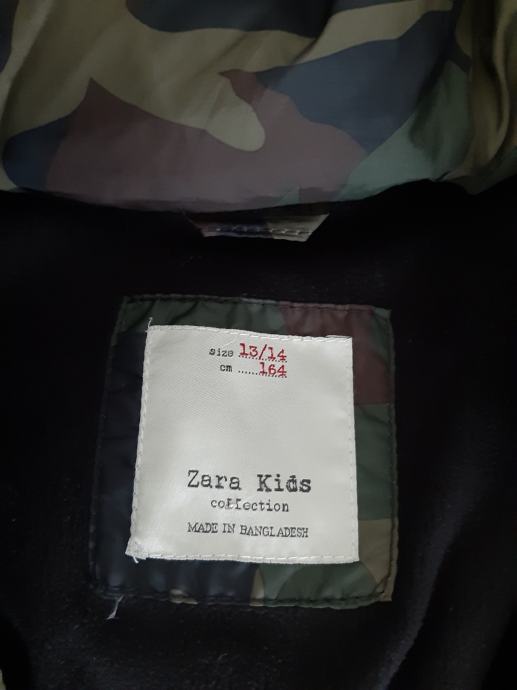 size 13/14
cm ......164
Zara Kids
collection
MADE IN BANGLADESH